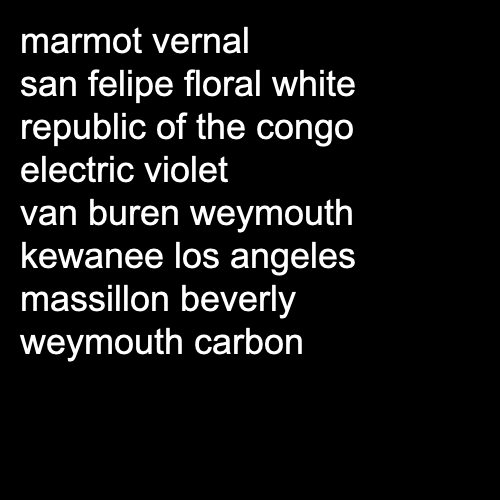 marmot vernal
san felipe floral white
republic of the congo
electric violet
van buren weymouth
kewanee los angeles
massillon beverly
weymouth carbon